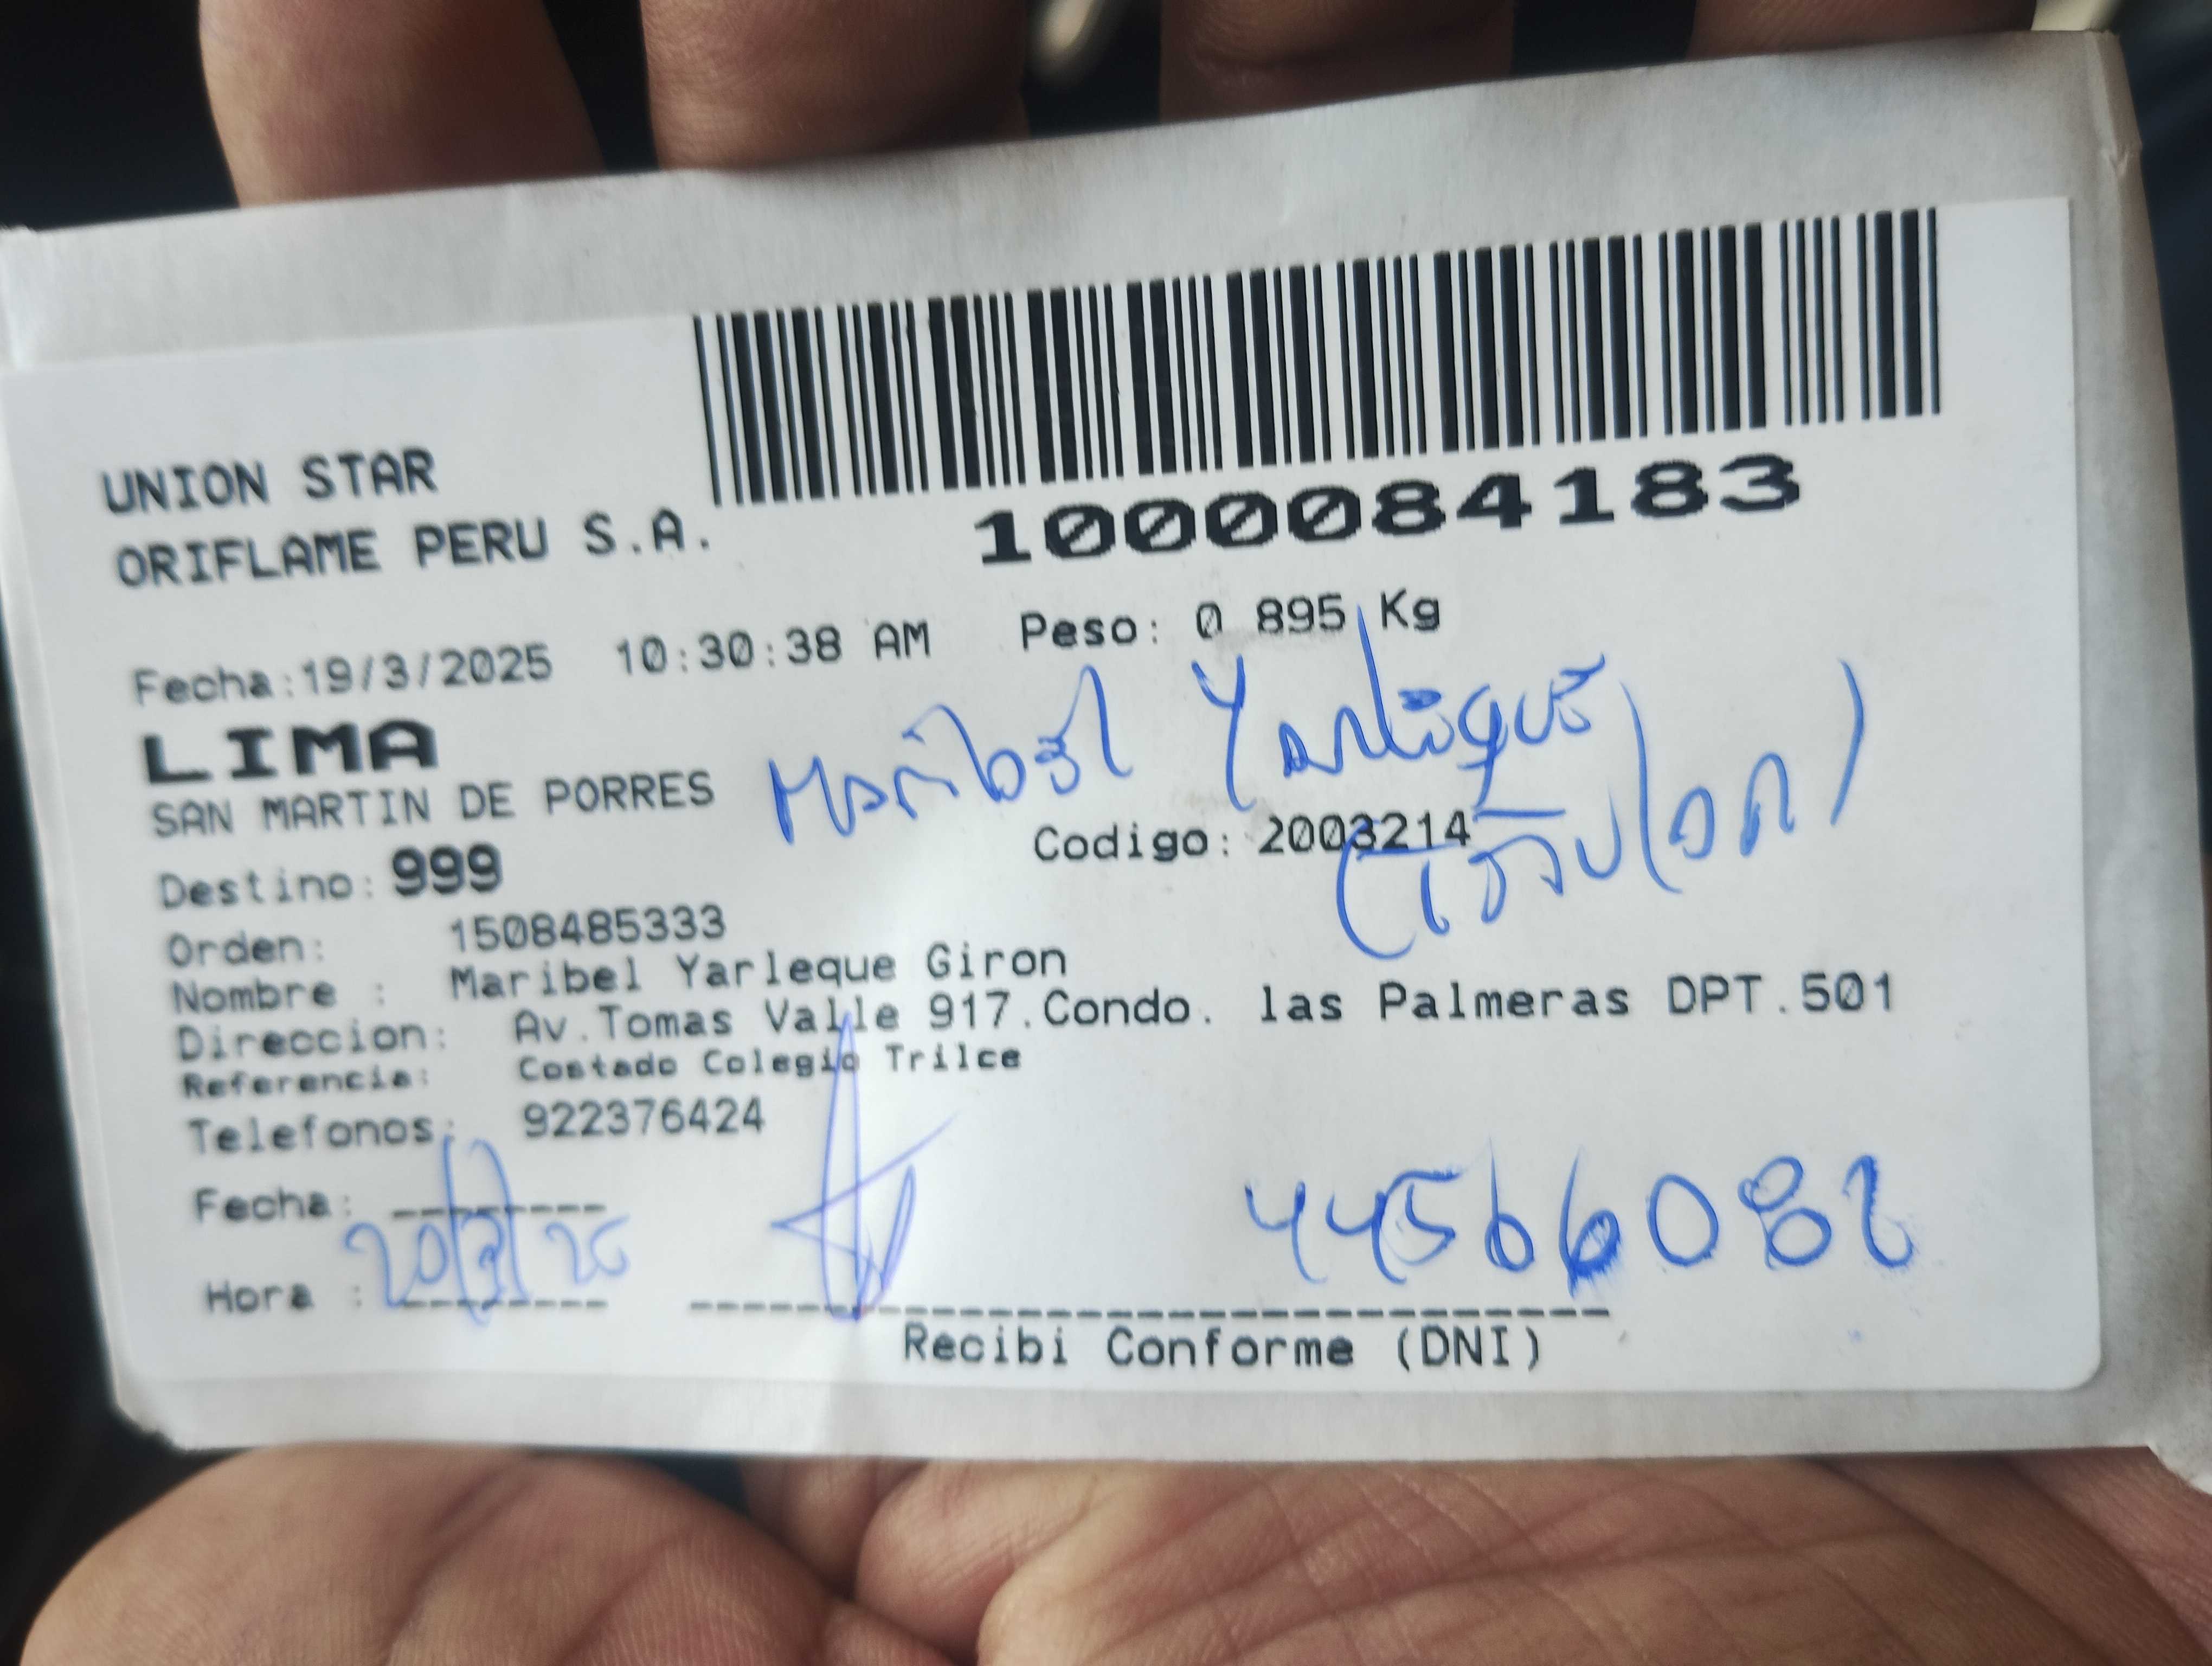 1000084183
UNION STAR
ORIFLAME PERU S.A.
Fecha:19/3/2025 10:30:38 AM Peso: 0 895 Kg
LIMA
SAN MARTIN DE PORRES
Maribel Yarleque
(Titular)
Codigo: 2003214
Destino: 999
Orden: 1508485333
Nombre : Maribel Yarleque Giron
Direccion: Av.Tomas Valle 917.Condo. las Palmeras DPT.501
Referencia: Costado Colegio Trilce
Telefonos: 922376424
Fecha:
20/3/25
44566082
Hora :
Recibi Conforme (DNI)